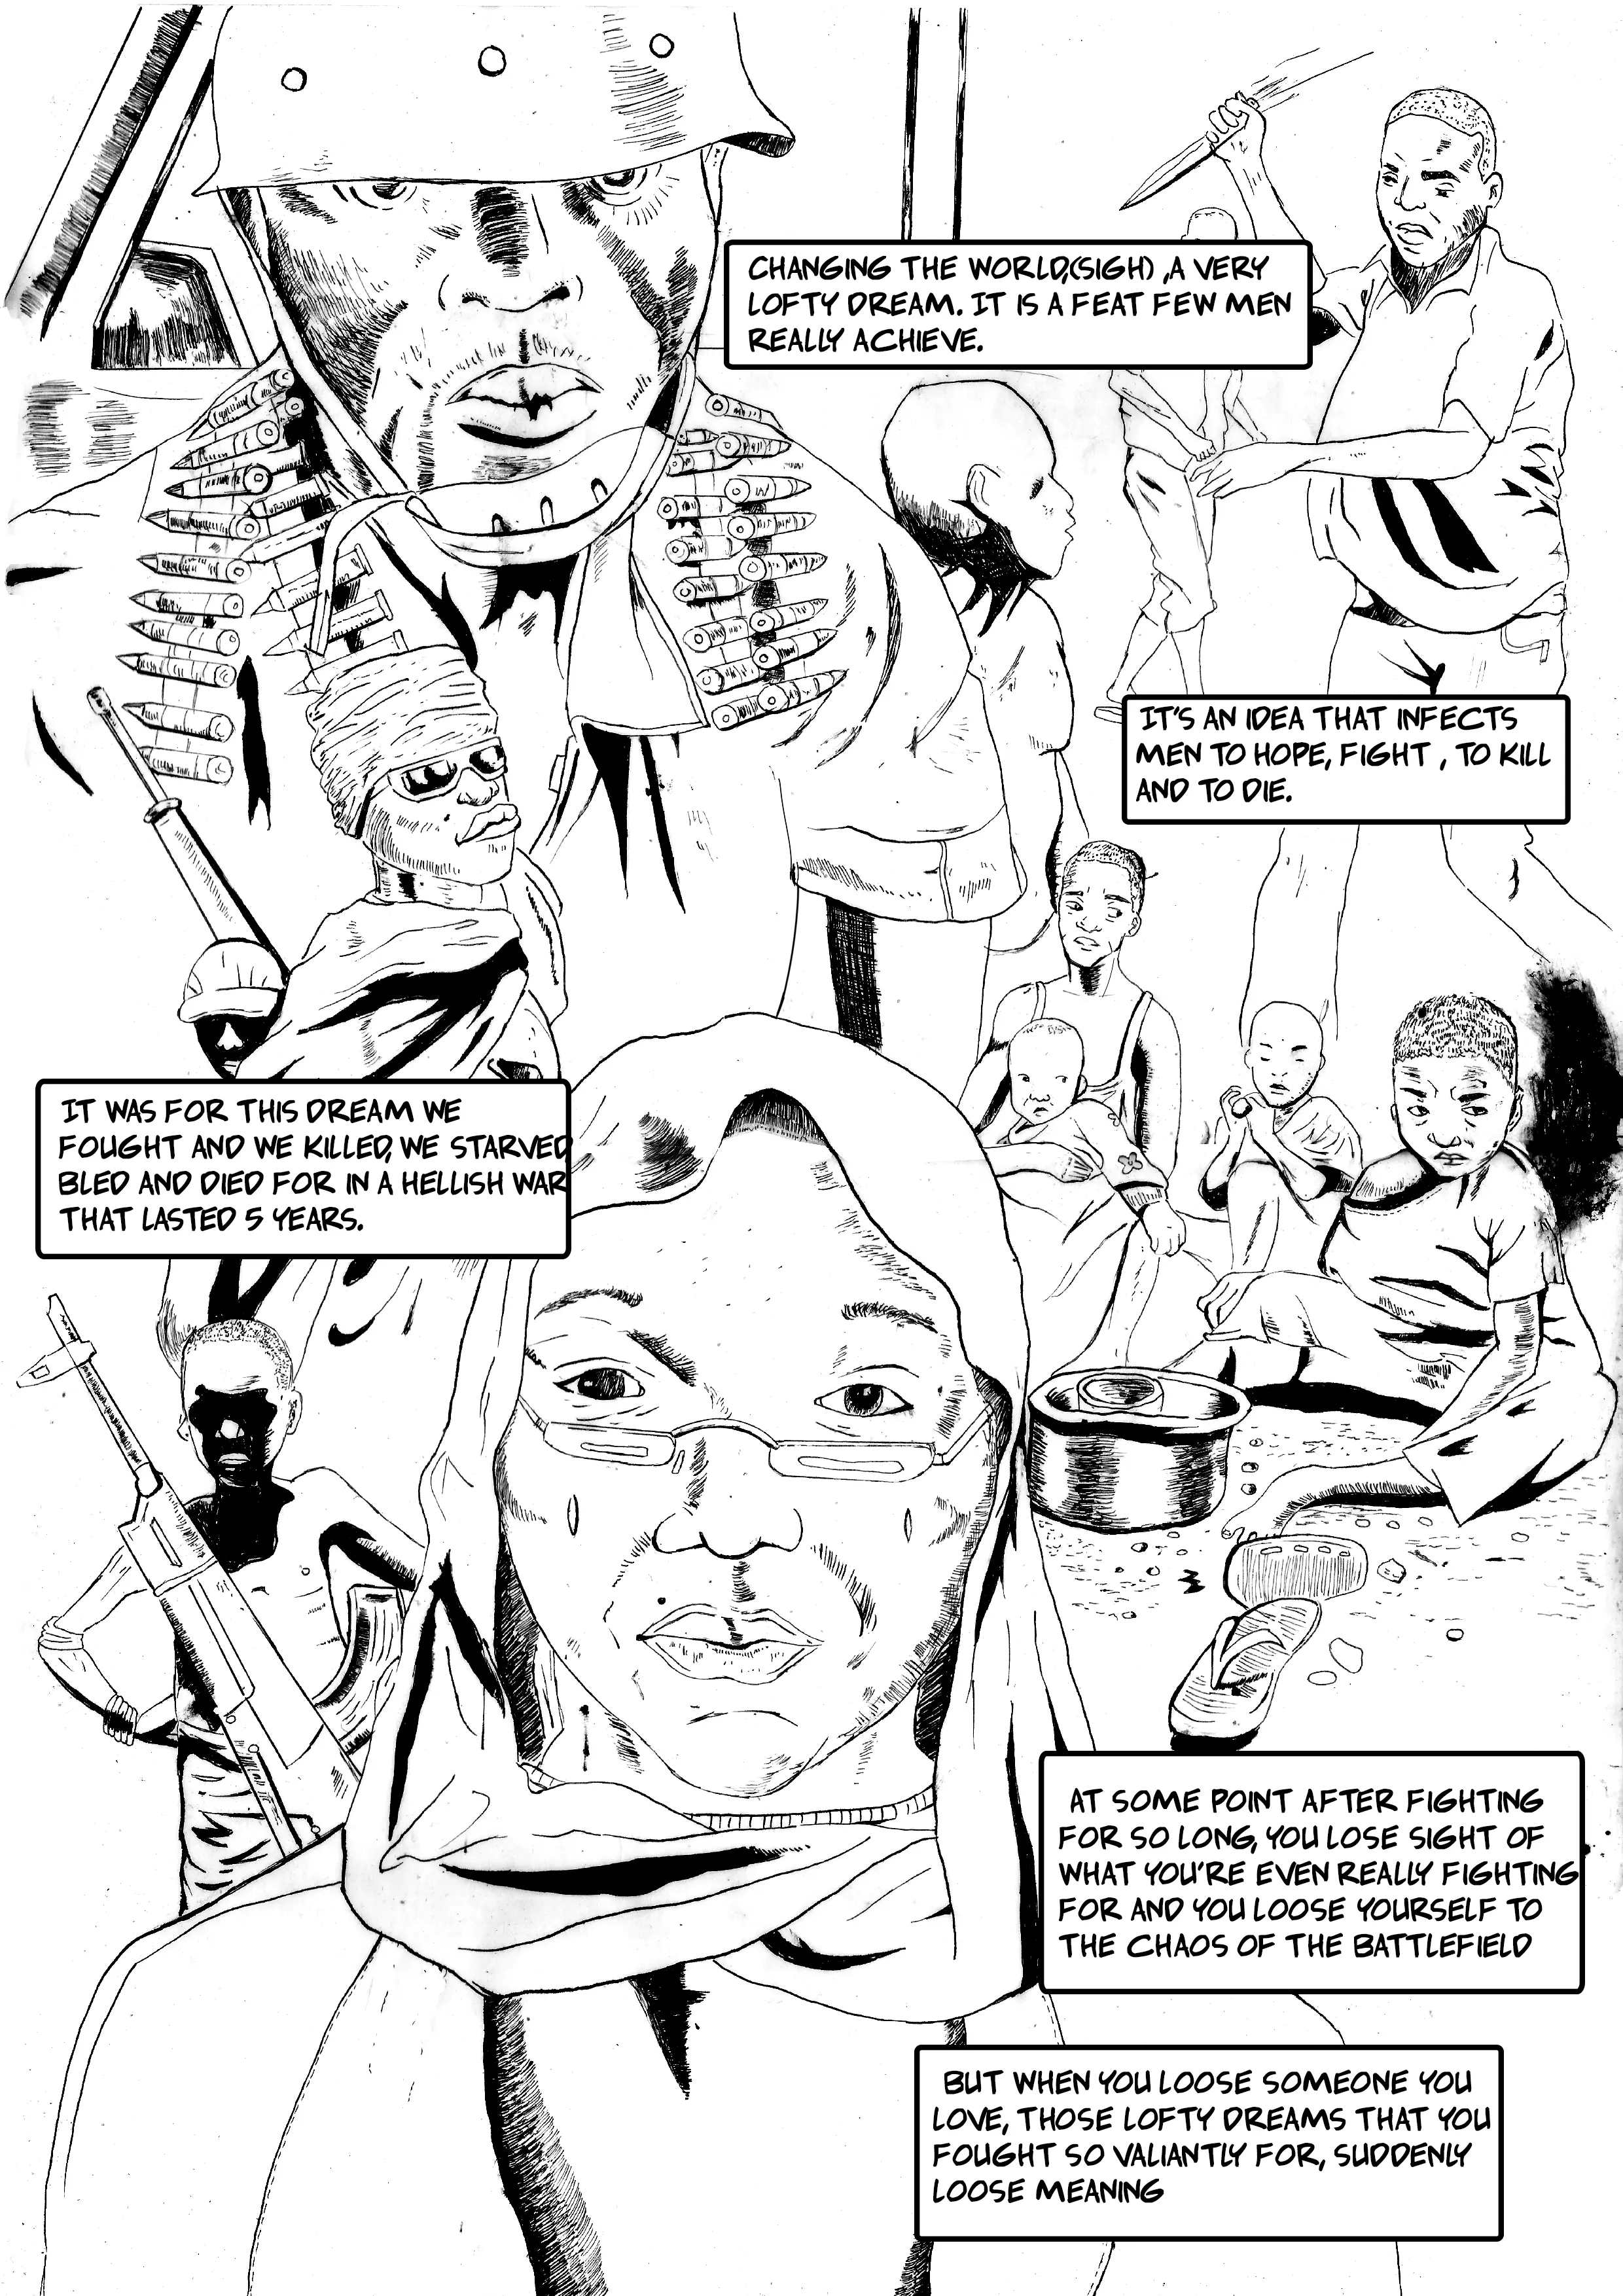 CHANGING THE WORLD,(SIGH) ,A VERY
LOFTY DREAM. IT IS A FEAT FEW MEN
REALLY ACHIEVE.
IT'S AN IDEA THAT INFECTS
MEN TO HOPE, FIGHT , TO KILL
AND TO DIE.
IT WAS FOR THIS DREAM WE
FOUGHT AND WE KILLED, WE STARVED
BLED AND DIED FOR IN A HELLISH WAR
THAT LASTED 5 YEARS.
AT SOME POINT AFTER FIGHTING
FOR SO LONG, YOU LOSE SIGHT OF
WHAT YOU'RE EVEN REALLY FIGHTING
FOR AND YOU LOOSE YOURSELF TO
THE CHAOS OF THE BATTLEFIELD
BUT WHEN YOU LOOSE SOMEONE YOU
LOVE, THOSE LOFTY DREAMS THAT YOU
FOUGHT SO VALIANTLY FOR, SUDDENLY
LOOSE MEANING